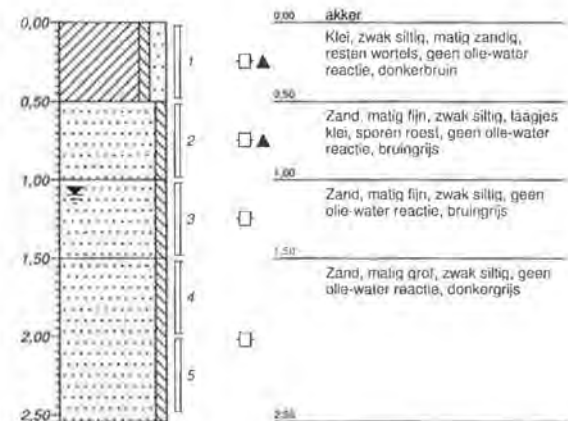 0,00
0,50
1,00
1,50
2,00
2,50
1
2
3
4
5
0,00 akker
Klei, zwak siltig, matig zandig,
resten wortels, geen olie-water
reactie, donkerbruin
0,50
Zand, matig fijn, zwak siltig, laagjes
klei, sporen roest, geen olie-water
reactie, bruingrijs
1,00
Zand, matig fijn, zwak siltig, geen
olie-water reactie, bruingrijs
1,50
Zand, matig grof, zwak siltig, geen
olie-water reactie, donkergrijs